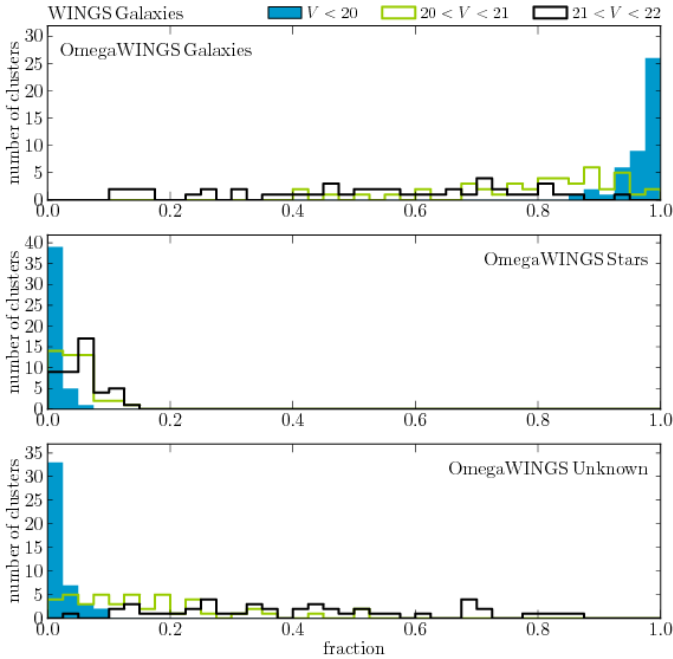 WINGS Galaxies V < 20 20 < V < 21 21 < V < 22
OmegaWINGS Galaxies
number of clusters
30
25
20
15
10
5
0
0.0 0.2 0.4 0.6 0.8 1.0
OmegaWINGS Stars
number of clusters
40
35
30
25
20
15
10
5
0
0.0 0.2 0.4 0.6 0.8 1.0
OmegaWINGS Unknown
number of clusters
35
30
25
20
15
10
5
0
0.0 0.2 0.4 0.6 0.8 1.0
fraction